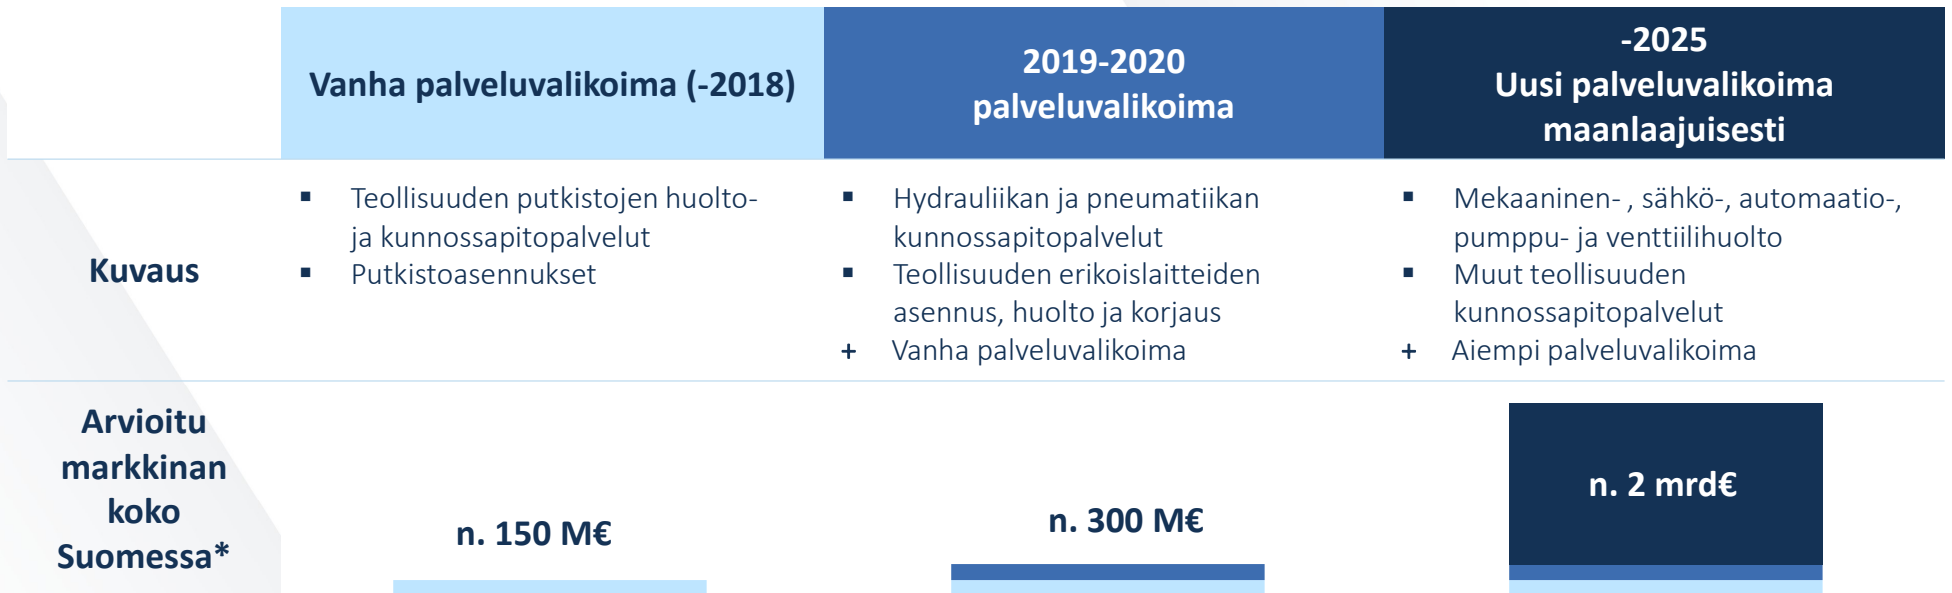 Vanha palveluvalikoima (-2018)
2019-2020
palveluvalikoima
-2025
Uusi palveluvalikoima
maanlaajuisesti
Kuvaus
▪ Teollisuuden putkistojen huolto-
ja kunnossapitopalvelut
▪ Putkistoasennukset
▪ Hydrauliikan ja pneumatiikan
kunnossapitopalvelut
▪ Teollisuuden erikoislaitteiden
asennus, huolto ja korjaus
+ Vanha palveluvalikoima
▪ Mekaaninen- , sähkö-, automaatio-,
pumppu- ja venttiilihuolto
▪ Muut teollisuuden
kunnossapitopalvelut
+ Aiempi palveluvalikoima
Arvioitu
markkinan
koko
Suomessa*
n. 150 M€
n. 300 M€
n. 2 mrd€